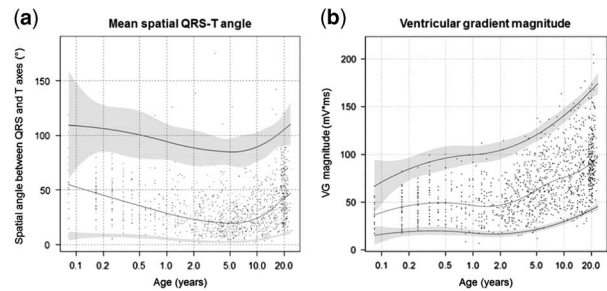 (a) Mean spatial QRS-T angle
Spatial angle between QRS and T axes (°)
150
100
50
0
0.1 0.2 0.5 1.0 2.0 5.0 10.0 20.0
Age (years)
(b) Ventricular gradient magnitude
VG magnitude (mV*ms)
200
150
100
50
0
0.1 0.2 0.5 1.0 2.0 5.0 10.0 20.0
Age (years)